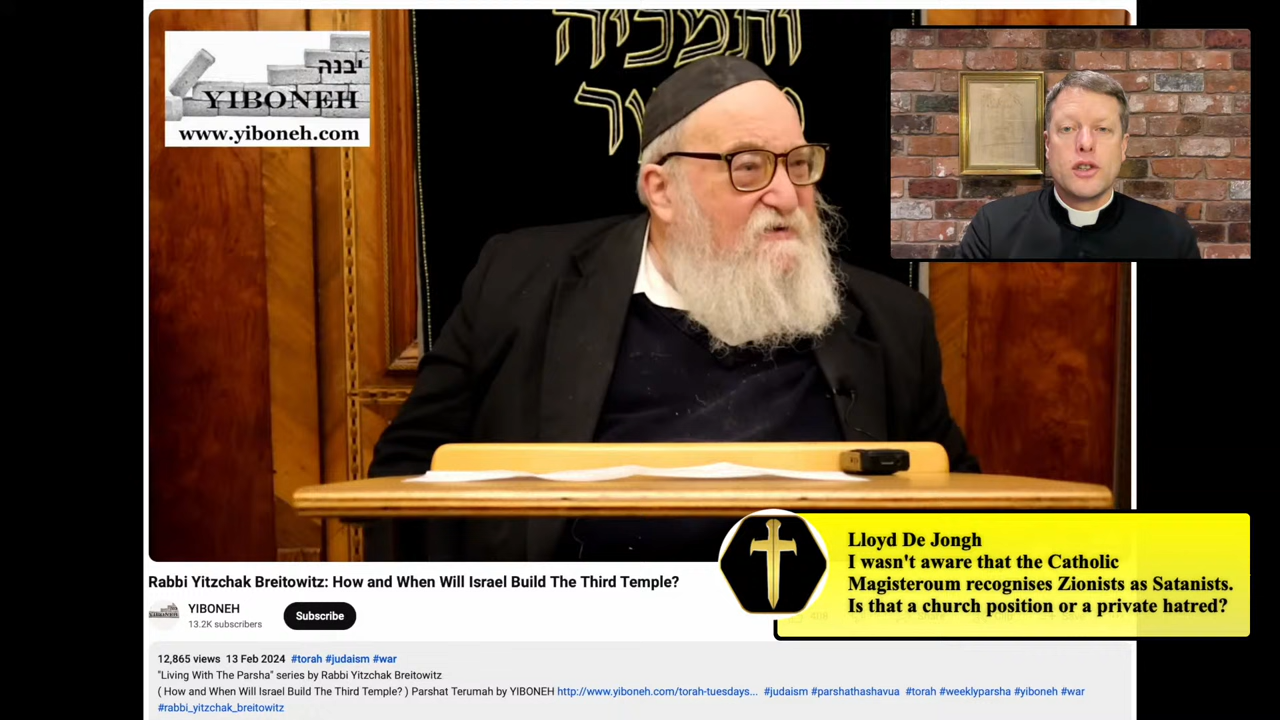 ותמכיה
יבנה
YIBONEH
www.yiboneh.com
Lloyd De Jongh
I wasn't aware that the Catholic
Magisteroum recognises Zionists as Satanists.
Is that a church position or a private hatred?
Rabbi Yitzchak Breitowitz: How and When Will Israel Build The Third Temple?
YIBONEH
13.2K subscribers
Subscribe
12,865 views 13 Feb 2024 #torah #judaism #war
"Living With The Parsha" series by Rabbi Yitzchak Breitowitz
( How and When Will Israel Build The Third Temple? ) Parshat Terumah by YIBONEH http://www.yiboneh.com/torah-tuesdays... #judaism #parshathashavua #torah #weeklyparsha #yiboneh #war
#rabbi_yitzchak_breitowitz